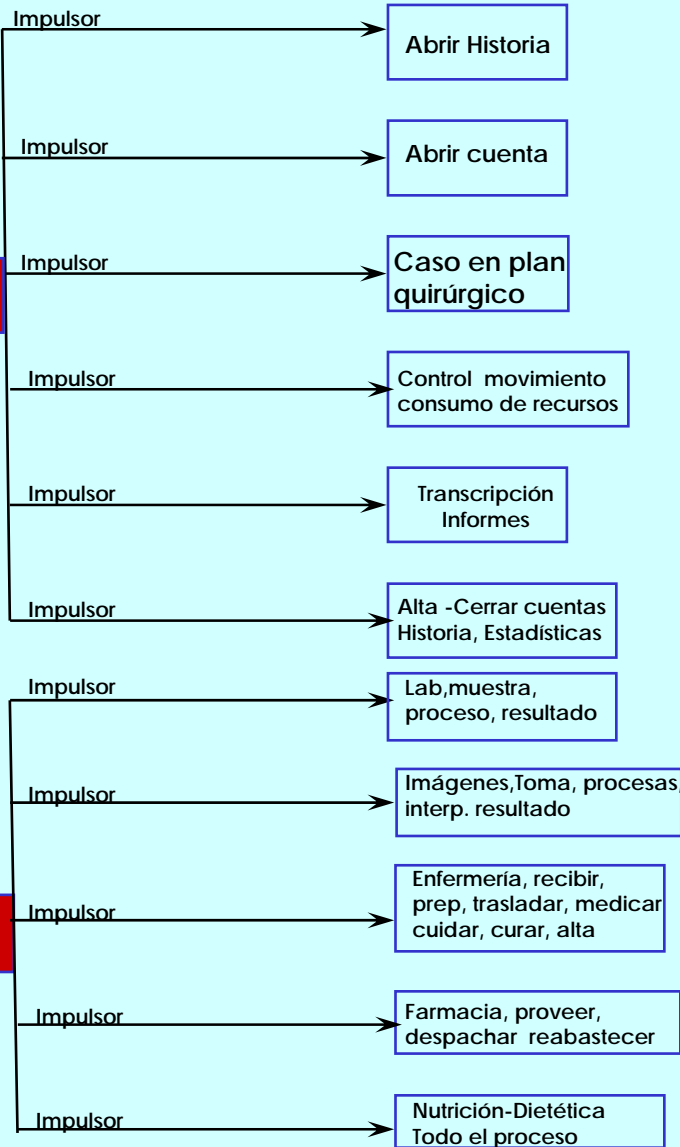 Impulsor
Abrir Historia
Impulsor
Abrir cuenta
Impulsor
Caso en plan
quirúrgico
Impulsor
Control movimiento
consumo de recursos
Impulsor
Transcripción
Informes
Impulsor
Alta -Cerrar cuentas
Historia, Estadísticas
Impulsor
Lab,muestra,
proceso, resultado
Impulsor
Imágenes,Toma, procesas,
interp. resultado
Impulsor
Enfermería, recibir,
prep, trasladar, medicar
cuidar, curar, alta
Impulsor
Farmacia, proveer,
despachar reabastecer
Impulsor
Nutrición-Dietética
Todo el proceso